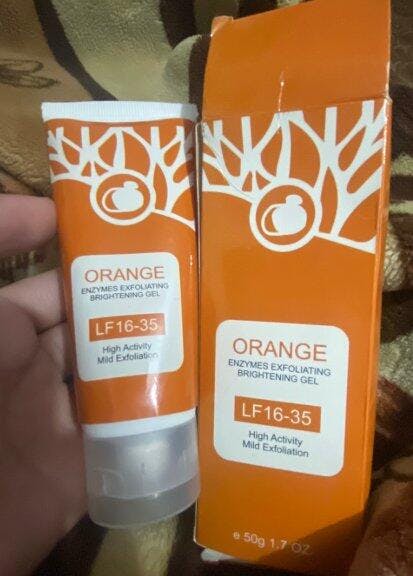 ORANGE
ENZYMES EXFOLIATING
BRIGHTENING GEL
LF16-35
High Activity
Mild Exfoliation
ORANGE
ENZYMES EXFOLIATING
BRIGHTENING GEL
LF16-35
High Activity
Mild Exfoliation
e 50g 1.7 OZ